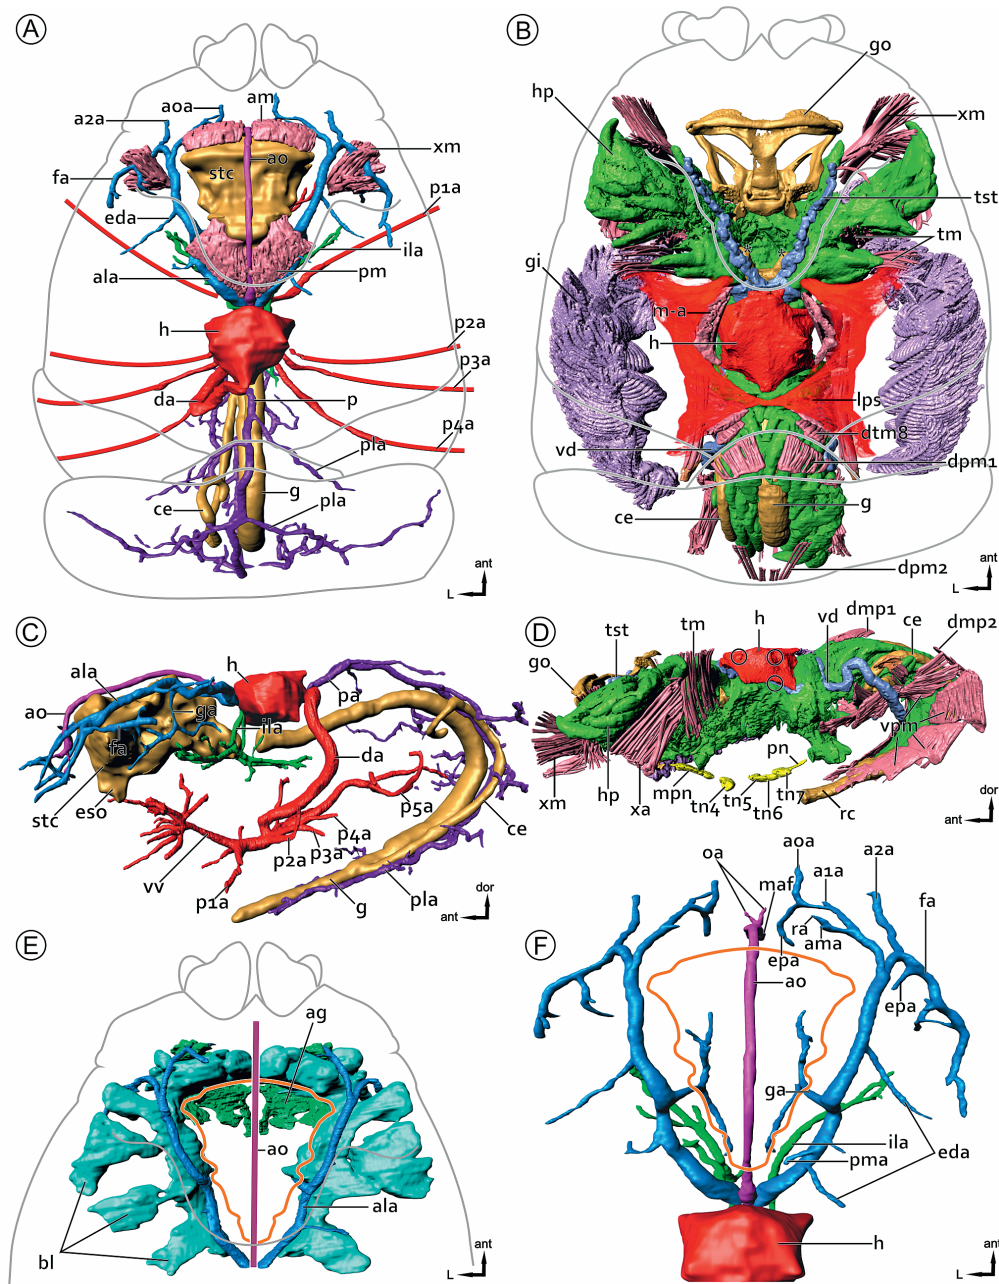 A
aoa
am
a2a
ao
xm
stc
fa
p1a
eda
ila
ala
pm
h
p2a
p3a
da
p
p4a
pla
g
ce
pla
ant
L
B
go
hp
xm
tst
tm
gi
m-a
h
lps
dtm8
vd
dpm1
ce
g
dpm2
ant
L
C
h
ala
pa
ao
ga
ila
fa
da
stc
eso
p5a
ce
p4a
p3a
p2a
vv
p1a
pla
g
dor
ant
D
dmp1
h
vd
ce
tm
dmp2
tst
go
vpm
pn
xm
hp
xa
mpn
tn4
tn5
tn6
tn7
rc
dor
ant
E
ag
ao
ala
bl
ant
L
F
aoa
oa
a1a
a2a
maf
fa
ra
ama
epa
ao
epa
ga
ila
pma
eda
h
ant
L